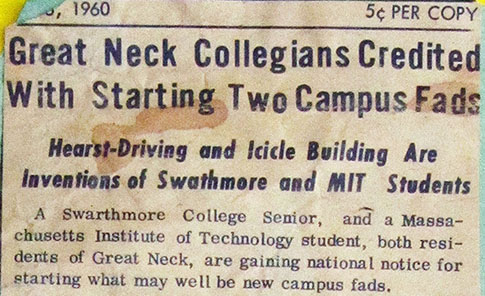 , 1960
5¢ PER COPY
Great Neck Collegians Credited
With Starting Two Campus Fads
Hearst-Driving and Icicle Building Are
Inventions of Swathmore and MIT Students
A Swarthmore College Senior, and a Massa-
chusetts Institute of Technology student, both resi-
dents of Great Neck, are gaining national notice for
starting what may well be new campus fads.